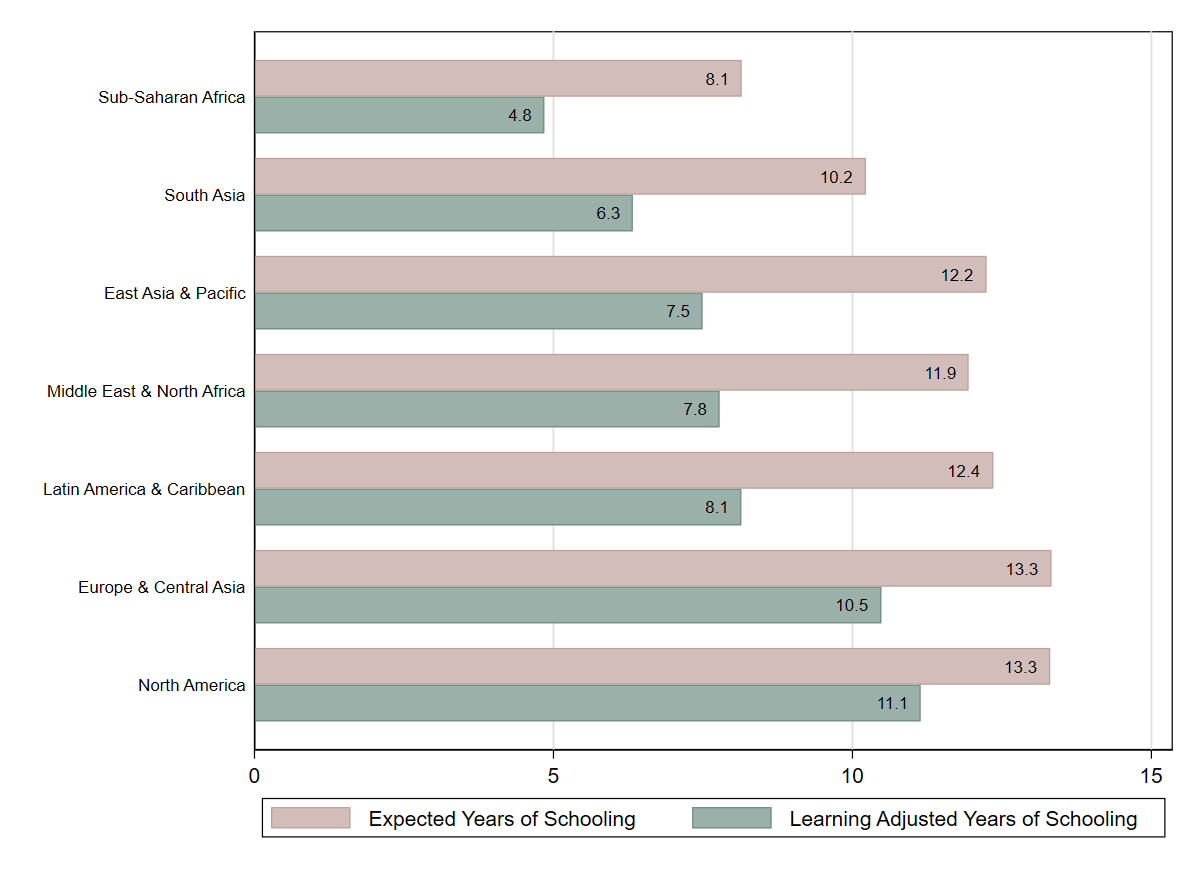 8.1
Sub-Saharan Africa
4.8
10.2
South Asia
6.3
12.2
East Asia & Pacific
7.5
11.9
Middle East & North Africa
7.8
12.4
Latin America & Caribbean
8.1
13.3
Europe & Central Asia
10.5
13.3
North America
11.1
0 5 10 15
Expected Years of Schooling Learning Adjusted Years of Schooling